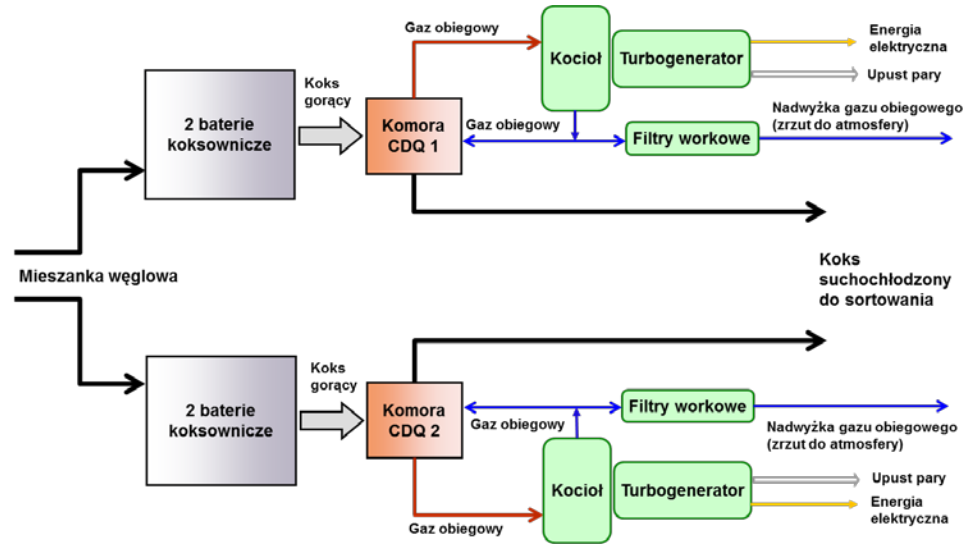 Gaz obiegowy
Kocioł
Turbogenerator
Energia
elektryczna
Upust pary
Koks
gorący
2 baterie
koksownicze
Komora
CDQ 1
Gaz obiegowy
Filtry workowe
Nadwyżka gazu obiegowego
(zrzut do atmosfery)
Mieszanka węglowa
Koks
suchochłodzony
do sortowania
Koks
gorący
2 baterie
koksownicze
Komora
CDQ 2
Gaz obiegowy
Filtry workowe
Nadwyżka gazu obiegowego
(zrzut do atmosfery)
Kocioł
Turbogenerator
Upust pary
Energia
elektryczna
Gaz obiegowy